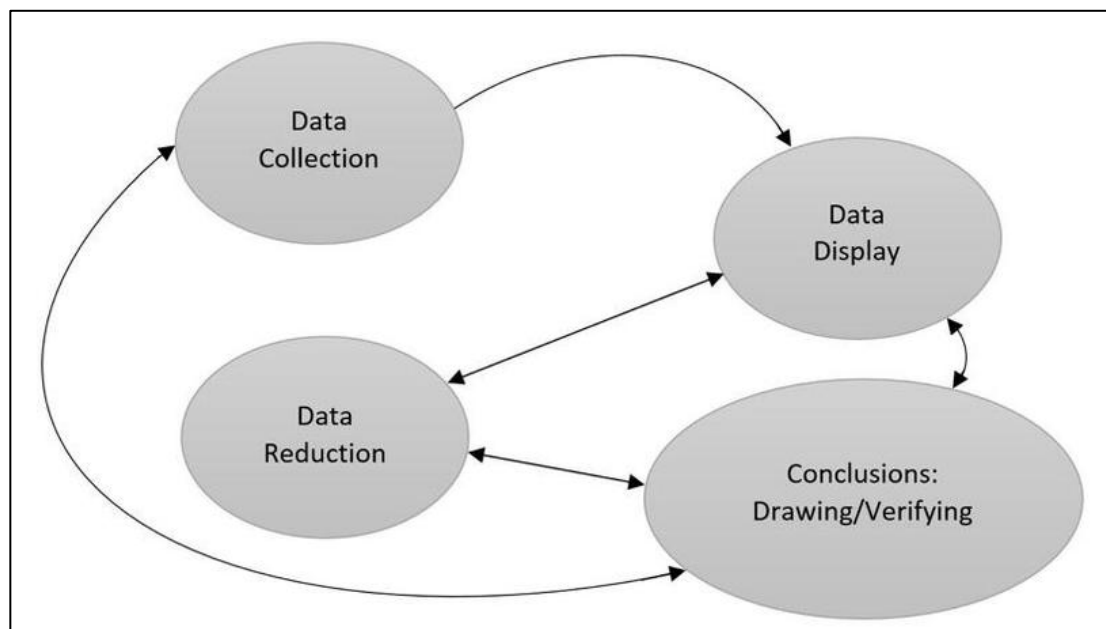 Data
Collection
Data
Display
Data
Reduction
Conclusions:
Drawing/Verifying